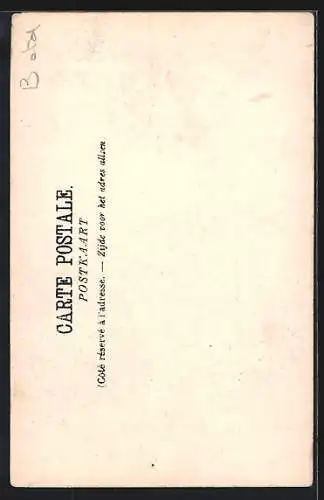 CARTE POSTALE.
POSTKAART
(Côté réservé à l'adresse. — Zijde voor het adres alleen